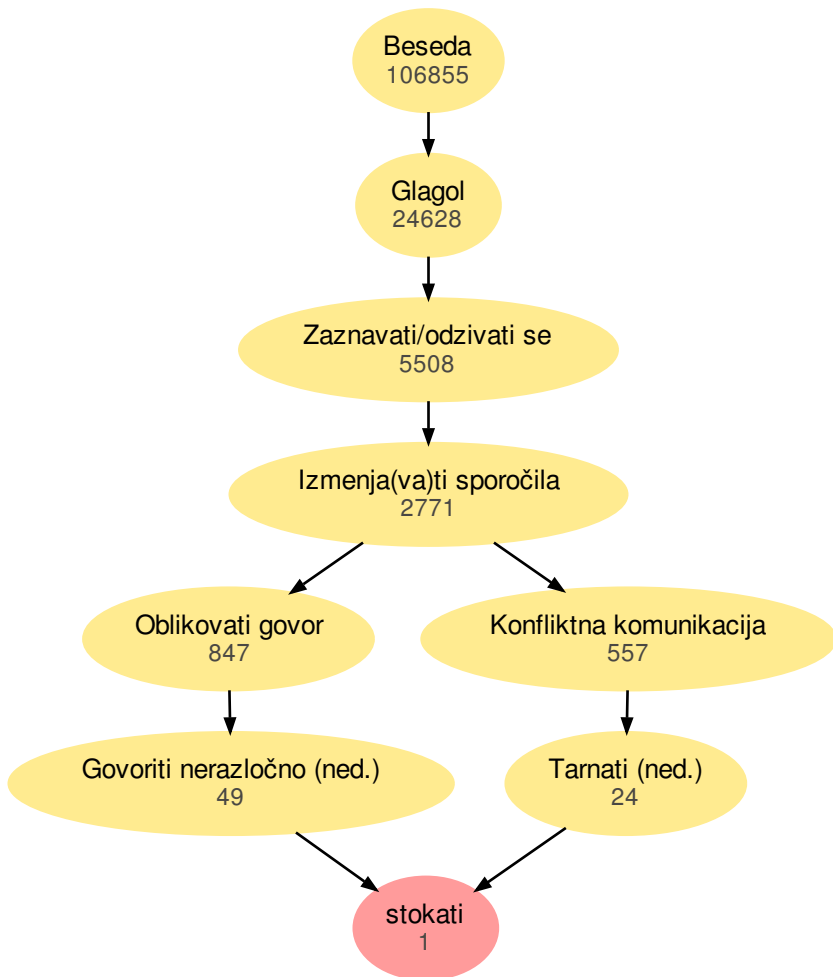 Beseda
106855
Glagol
24628
Zaznavati/odzivati se
5508
Izmenja(va)ti sporočila
2771
Oblikovati govor
847
Konfliktna komunikacija
557
Govoriti nerazločno (ned.)
49
Tarnati (ned.)
24
stokati
1